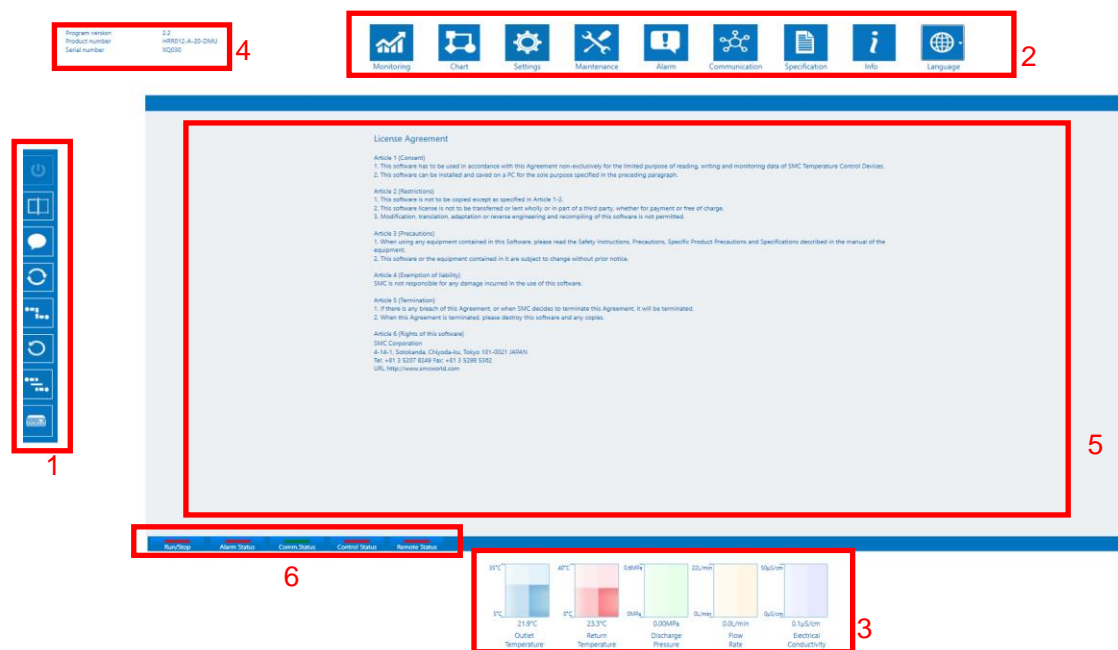 Program version 2.2
Product number HRR012-A-20-DMU
Serial number XQ030
4
Monitoring Chart Settings Maintenance Alarm Communication Specification Info Language
2
License Agreement
Article 1 (Consent)
1. This software has to be used in accordance with this Agreement non-exclusively for the limited purpose of reading, writing and monitoring data of SMC Temperature Control Devices.
2. This software can be installed and saved on a PC for the sole purpose specified in the preceding paragraph.
Article 2 (Restrictions)
1. This software is not to be copied except as specified in Article 1-2.
2. This software license is not to be transferred or lent wholly or in part of a third party, whether for payment or free of charge.
3. Modification, translation, adaptation or reverse engineering and recompiling of this software is not permitted.
Article 3 (Precautions)
1. When using any equipment contained in this Software, please read the Safety Instructions, Precautions, Specific Product Precautions and Specifications described in the manual of the
equipment.
2. This software or the equipment contained in it are subject to change without prior notice.
Article 4 (Exemption of liability)
SMC is not responsible for any damage incurred in the use of this software.
Article 5 (Termination)
1. If there is any breach of this Agreement, or when SMC decides to terminate this Agreement, it will be terminated.
2. When this Agreement is terminated, please destroy this software and any copies.
Article 6 (Rights of this software)
SMC Corporation
4-14-1, Sotokanda, Chiyoda-ku, Tokyo 101-0021 JAPAN
Tel: +81 3 5207 8249 Fax: +81 3 5298 5362
URL http://www.smcworld.com
1
5
Run/Stop Alarm Status Comm.Status Control Status Remote Status
6
35°C 40°C 0.6MPa 22L/min 50µS/cm
5°C 0°C 0MPa 0L/min 0µS/cm
21.9°C 23.3°C 0.00MPa 0.0L/min 0.1µS/cm
Outlet Return Discharge Flow Electrical
Temperature Temperature Pressure Rate Conductivity
3